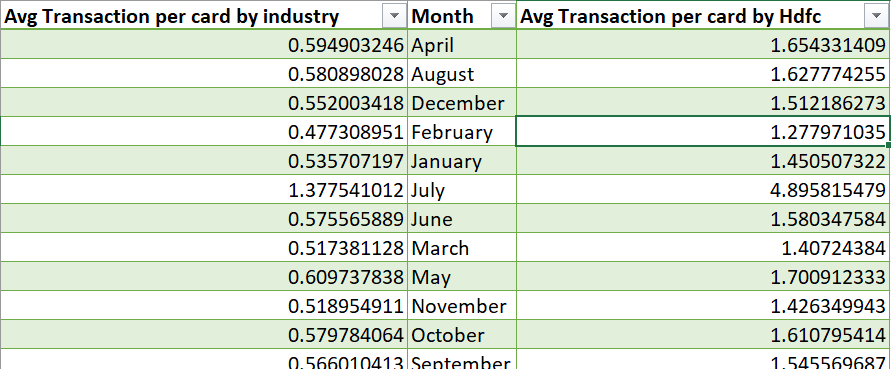 Avg Transaction per card by industry Month Avg Transaction per card by Hdfc
0.594903246 April 1.654331409
0.580898028 August 1.627774255
0.552003418 December 1.512186273
0.477308951 February 1.277971035
0.535707197 January 1.450507322
1.377541012 July 4.895815479
0.575565889 June 1.580347584
0.517381128 March 1.40724384
0.609737838 May 1.700912333
0.518954911 November 1.426349943
0.579784064 October 1.610795414
0.566010413 September 1.545569687